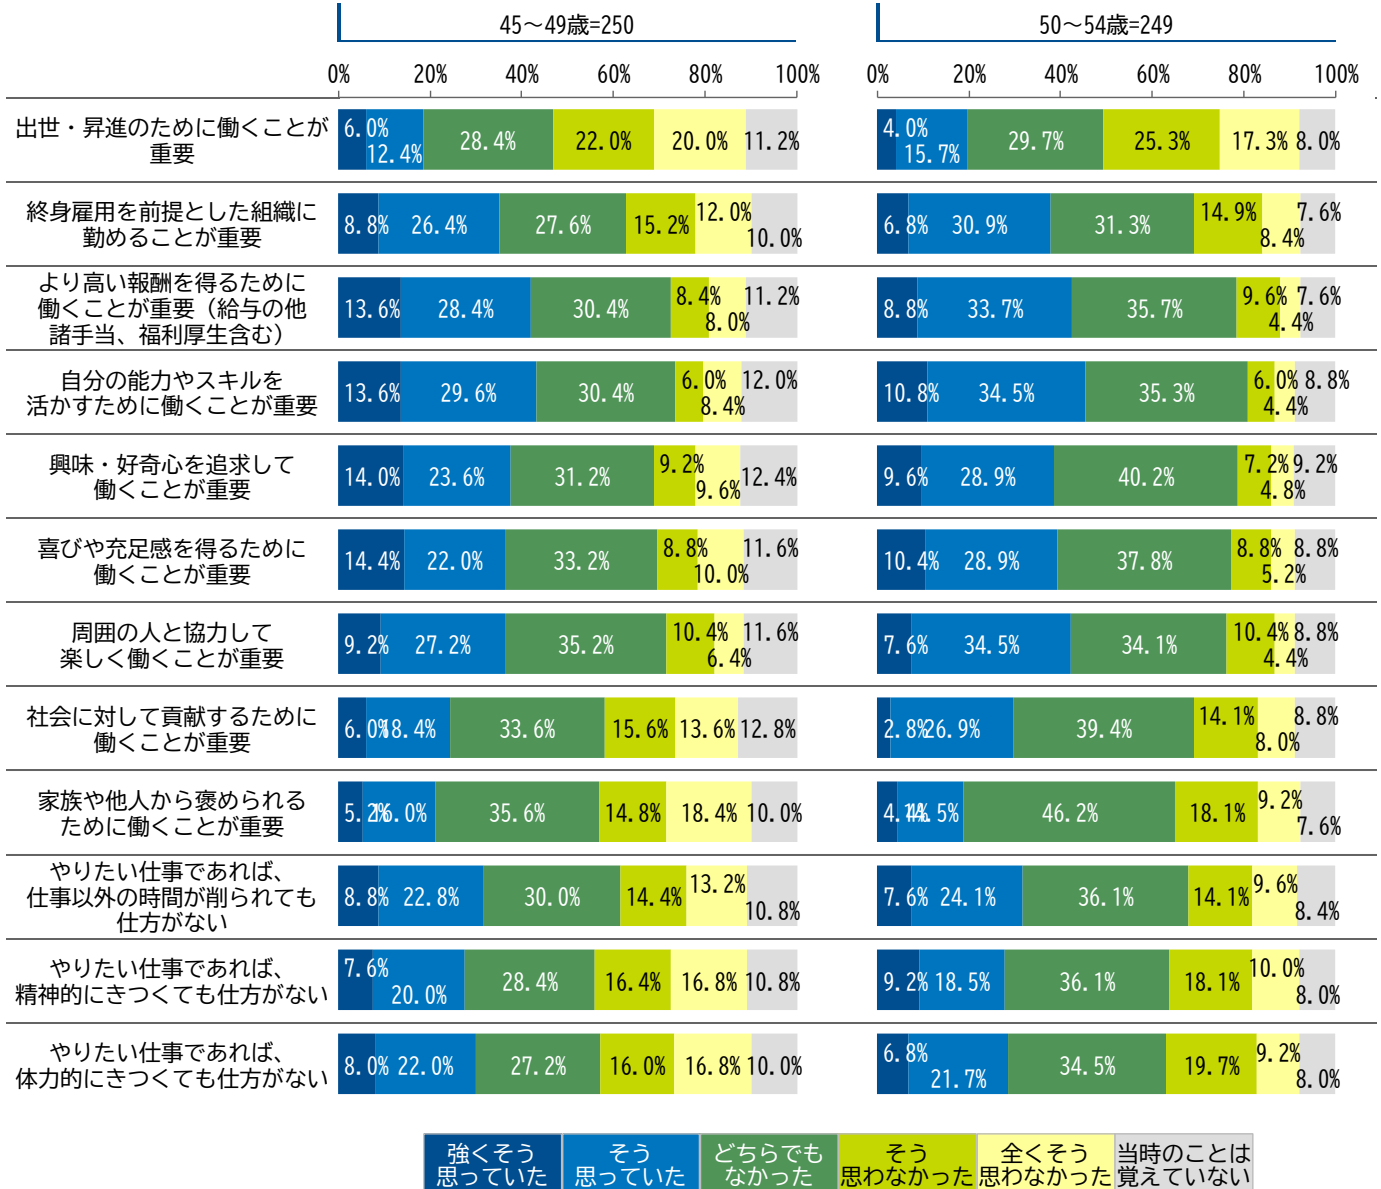 45～49歳=250
50～54歳=249
0% 20% 40% 60% 80% 100%
0% 20% 40% 60% 80% 100%
出世・昇進のために働くことが
重要
6.0% 12.4% 28.4% 22.0% 20.0% 11.2%
4.0% 15.7% 29.7% 25.3% 17.3% 8.0%
終身雇用を前提とした組織に
勤めることが重要
8.8% 26.4% 27.6% 15.2% 12.0% 10.0%
6.8% 30.9% 31.3% 14.9% 8.4% 7.6%
より高い報酬を得るために
働くことが重要（給与の他
諸手当、福利厚生含む）
13.6% 28.4% 30.4% 8.4% 8.0% 11.2%
8.8% 33.7% 35.7% 9.6% 4.4% 7.6%
自分の能力やスキルを
活かすために働くことが重要
13.6% 29.6% 30.4% 6.0% 8.4% 12.0%
10.8% 34.5% 35.3% 6.0% 4.4% 8.8%
興味・好奇心を追求して
働くことが重要
14.0% 23.6% 31.2% 9.2% 9.6% 12.4%
9.6% 28.9% 40.2% 7.2% 4.8% 9.2%
喜びや充足感を得るために
働くことが重要
14.4% 22.0% 33.2% 8.8% 10.0% 11.6%
10.4% 28.9% 37.8% 8.8% 5.2% 8.8%
周囲の人と協力して
楽しく働くことが重要
9.2% 27.2% 35.2% 10.4% 6.4% 11.6%
7.6% 34.5% 34.1% 10.4% 4.4% 8.8%
社会に対して貢献するために
働くことが重要
6.0% 18.4% 33.6% 15.6% 13.6% 12.8%
2.8% 26.9% 39.4% 14.1% 8.0% 8.8%
家族や他人から褒められる
ために働くことが重要
5.2% 16.0% 35.6% 14.8% 18.4% 10.0%
4.4% 14.5% 46.2% 18.1% 9.2% 7.6%
やりたい仕事であれば、
仕事以外の時間が削られても
仕方がない
8.8% 22.8% 30.0% 14.4% 13.2% 10.8%
7.6% 24.1% 36.1% 14.1% 9.6% 8.4%
やりたい仕事であれば、
精神的にきつくても仕方がない
7.6% 20.0% 28.4% 16.4% 16.8% 10.8%
9.2% 18.5% 36.1% 18.1% 10.0% 8.0%
やりたい仕事であれば、
体力的にきつくても仕方がない
8.0% 22.0% 27.2% 16.0% 16.8% 10.0%
6.8% 21.7% 34.5% 19.7% 9.2% 8.0%
強くそう
思っていた
そう
思っていた
どちらでも
なかった
そう
思わなかった
全くそう
思わなかった
当時のことは
覚えていない